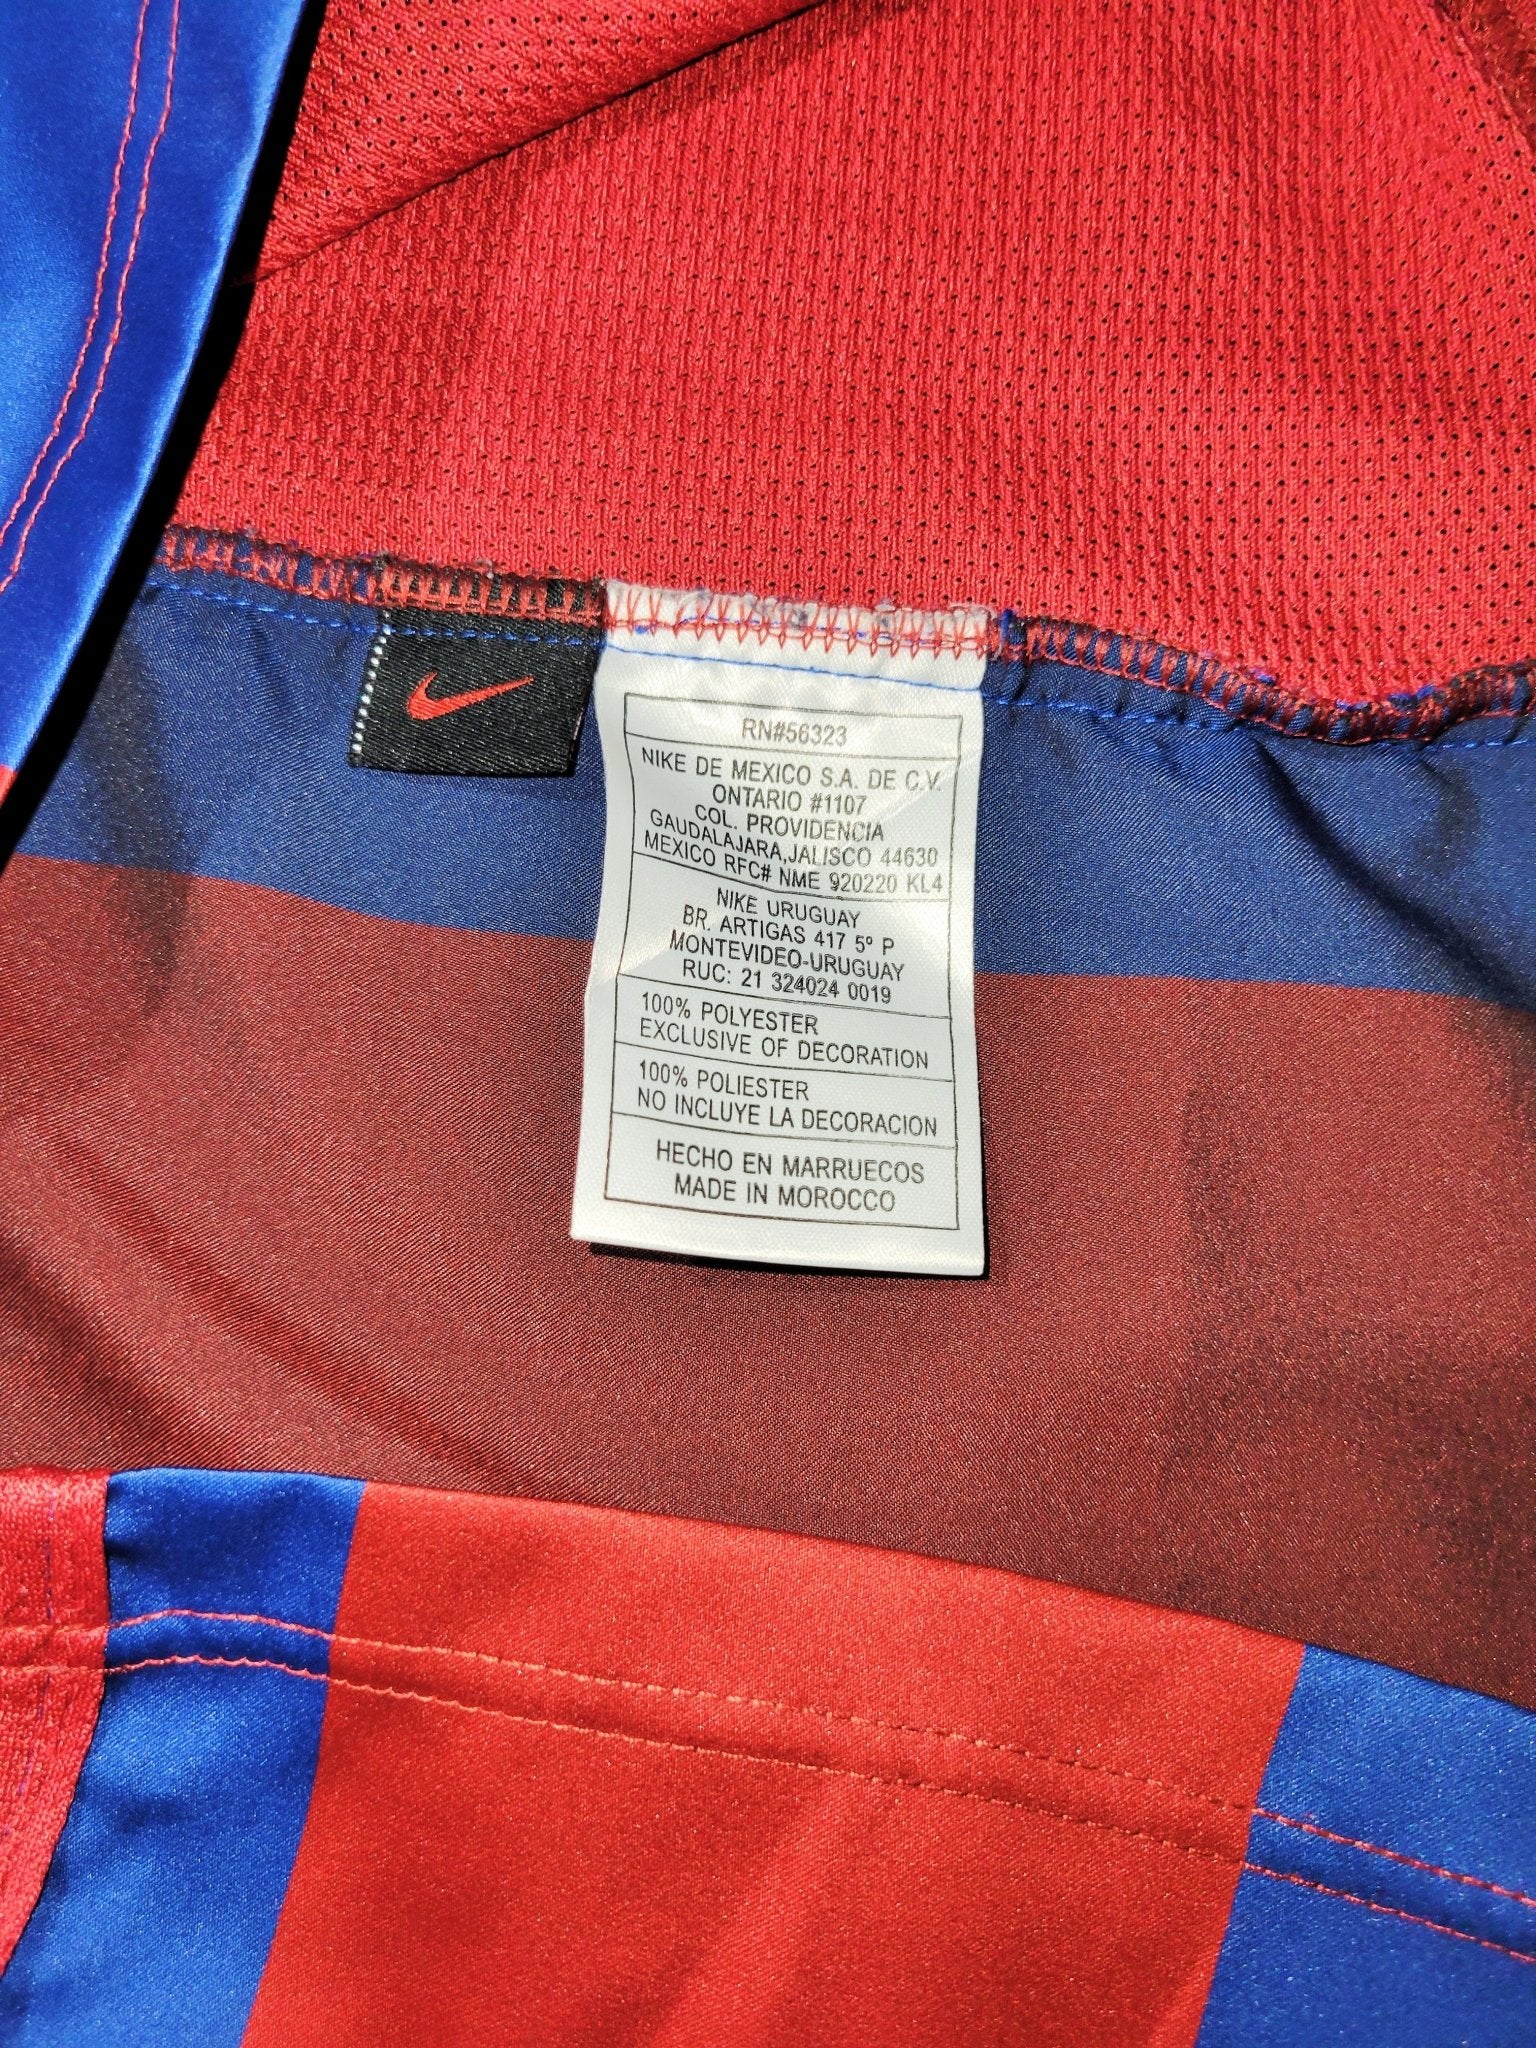 RN#56323
NIKE DE MEXICO S.A. DE C.V.
ONTARIO #1107
COL. PROVIDENCIA
GAUDALAJARA,JALISCO 44630
MEXICO RFC# NME 920220 KL4
NIKE URUGUAY
BR. ARTIGAS 417 5º P
MONTEVIDEO-URUGUAY
RUC: 21 324024 0019
100% POLYESTER
EXCLUSIVE OF DECORATION
100% POLIESTER
NO INCLUYE LA DECORACION
HECHO EN MARRUECOS
MADE IN MOROCCO